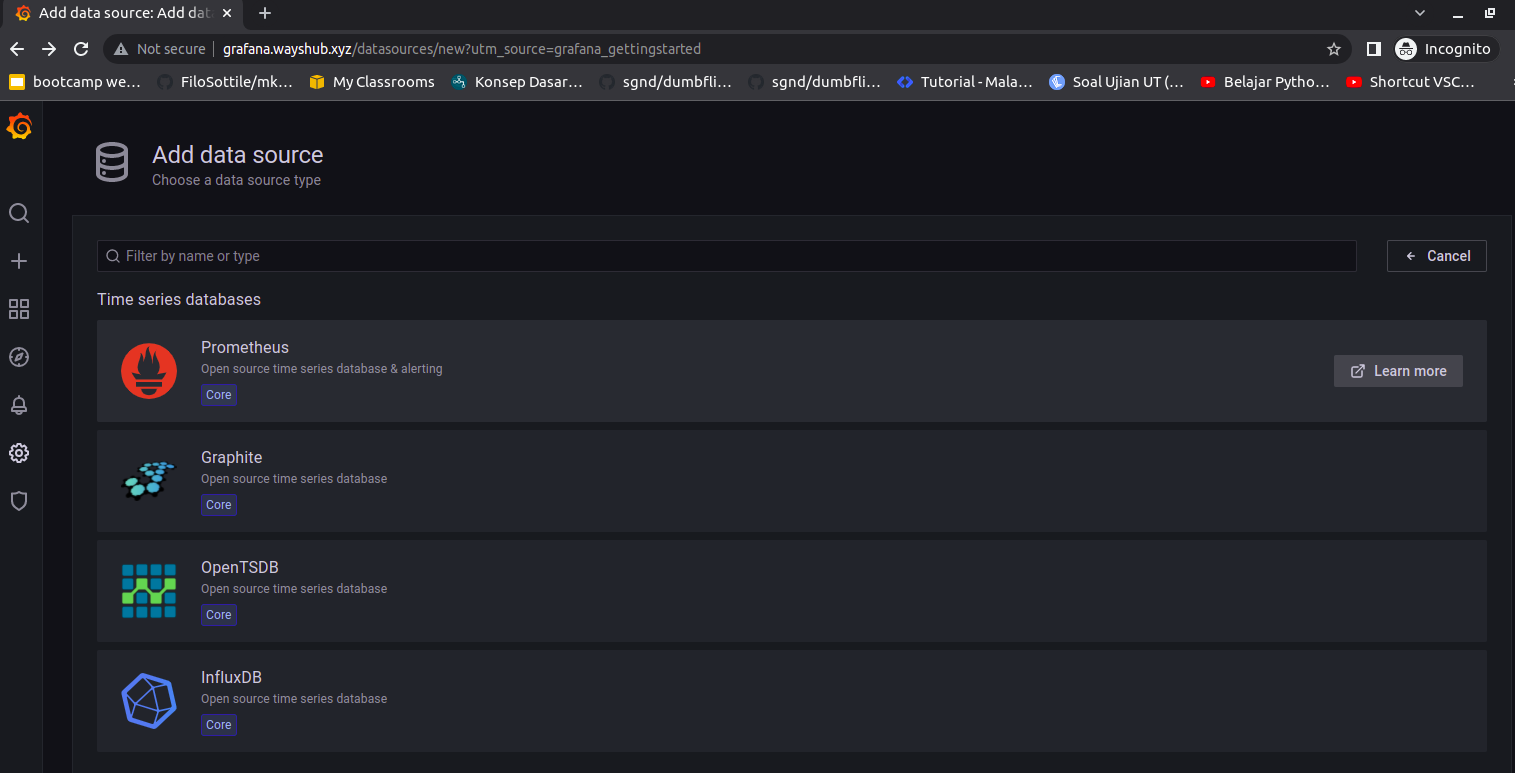 Add data source: Add dat
Not secure
grafana.wayshub.xyz/datasources/new?utm_source=grafana_gettingstarted
Incognito
bootcamp we...
FiloSottile/mk...
My Classrooms
Konsep Dasar...
sgnd/dumbfli...
sgnd/dumbfli...
Tutorial - Mala...
Soal Ujian UT (...
Belajar Pytho...
Shortcut VSC...
Add data source
Choose a data source type
Filter by name or type
Cancel
Time series databases
Prometheus
Open source time series database & alerting
Core
Learn more
Graphite
Open source time series database
Core
OpenTSDB
Open source time series database
Core
InfluxDB
Open source time series database
Core